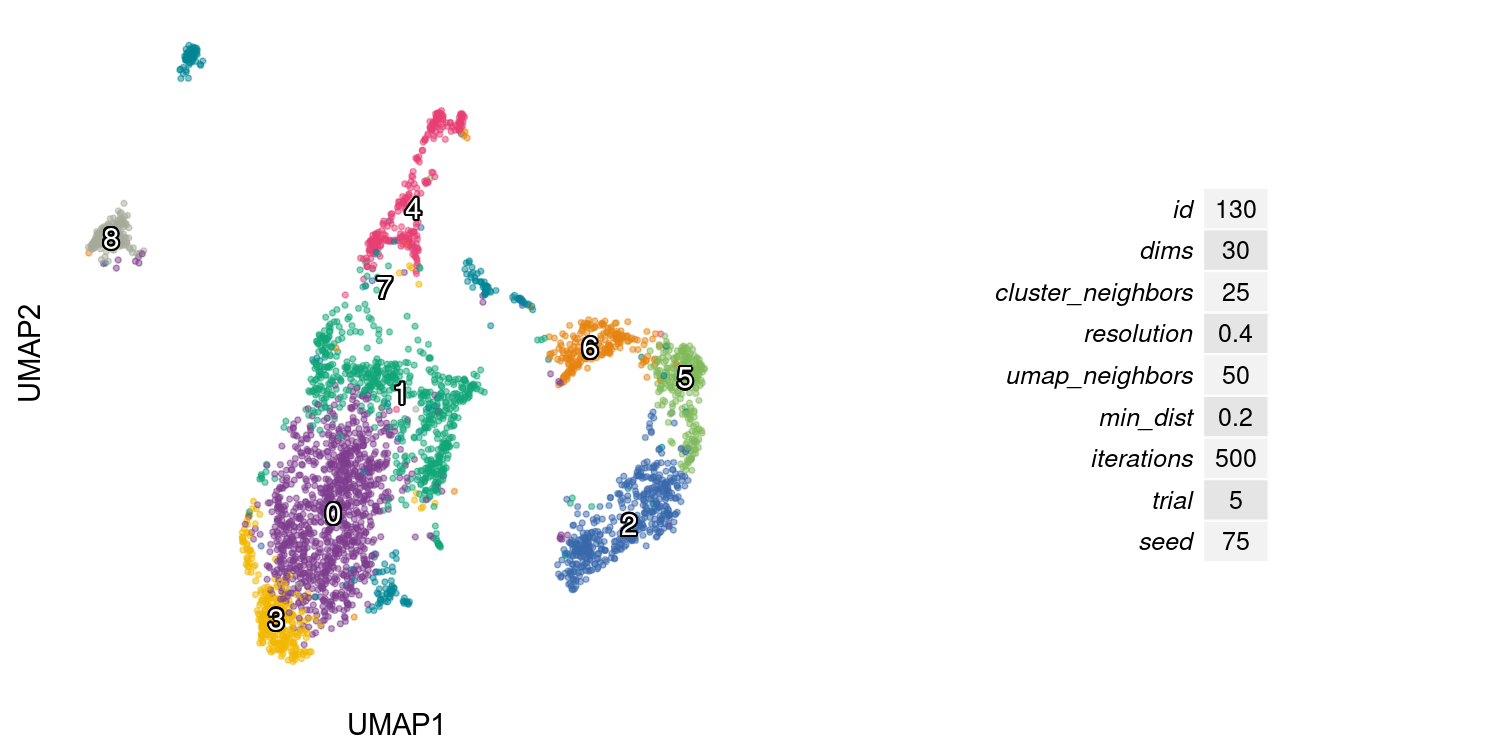 8
4
7
6
5
1
0
2
3
UMAP1
UMAP2
id 130
dims 30
cluster_neighbors 25
resolution 0.4
umap_neighbors 50
min_dist 0.2
iterations 500
trial 5
seed 75